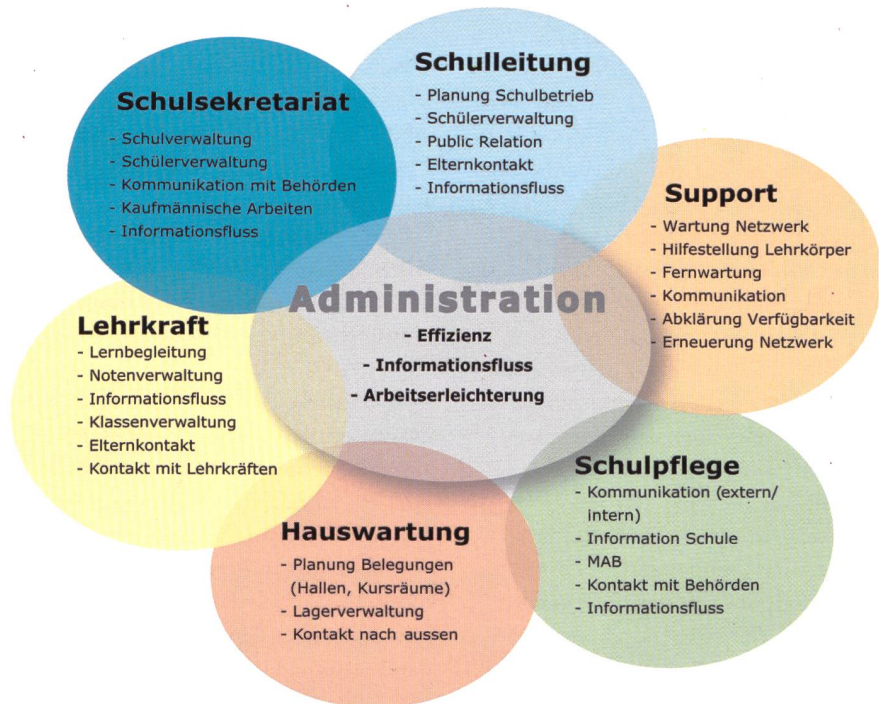 Schulleitung
- Planung Schulbetrieb
- Schülerverwaltung
- Public Relation
- Elternkontakt
- Informationsfluss
Schulsekretariat
- Schulverwaltung
- Schülerverwaltung
- Kommunikation mit Behörden
- Kaufmännische Arbeiten
- Informationsfluss
Support
- Wartung Netzwerk
- Hilfestellung Lehrkörper
- Fernwartung
- Kommunikation
- Abklärung Verfügbarkeit
- Erneuerung Netzwerk
Administration
- Effizienz
- Informationsfluss
- Arbeitserleichterung
Lehrkraft
- Lernbegleitung
- Notenverwaltung
- Informationsfluss
- Klassenverwaltung
- Elternkontakt
- Kontakt mit Lehrkräften
Schulpflege
- Kommunikation (extern/
intern)
- Information Schule
- MAB
- Kontakt mit Behörden
- Informationsfluss
Hauswartung
- Planung Belegungen
(Hallen, Kursräume)
- Lagerverwaltung
- Kontakt nach aussen